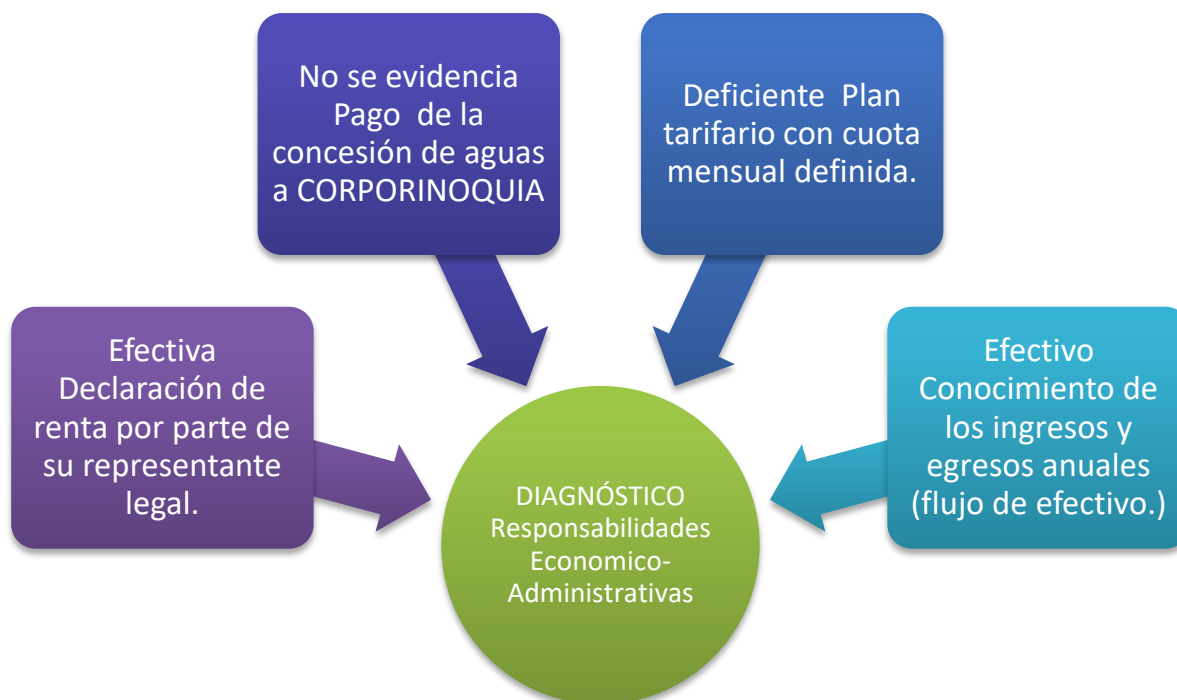 No se evidencia
Pago de la
concesión de aguas
a CORPORINOQUIA
Deficiente Plan
tarifario con cuota
mensual definida.
Efectiva
Declaración de
renta por parte de
su representante
legal.
Efectivo
Conocimiento de
los ingresos y
egresos anuales
(flujo de efectivo.)
DIAGNÓSTICO
Responsabilidades
Economico-
Administrativas